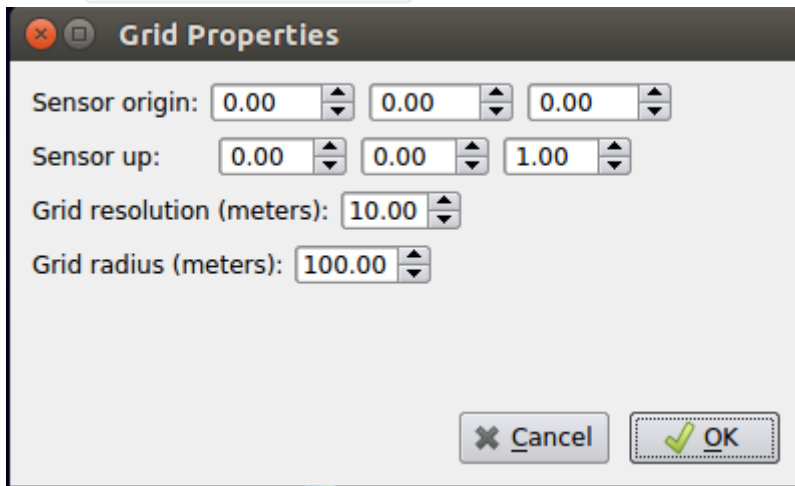 Grid Properties
Sensor origin: 0.00 0.00 0.00
Sensor up: 0.00 0.00 1.00
Grid resolution (meters): 10.00
Grid radius (meters): 100.00
Cancel OK